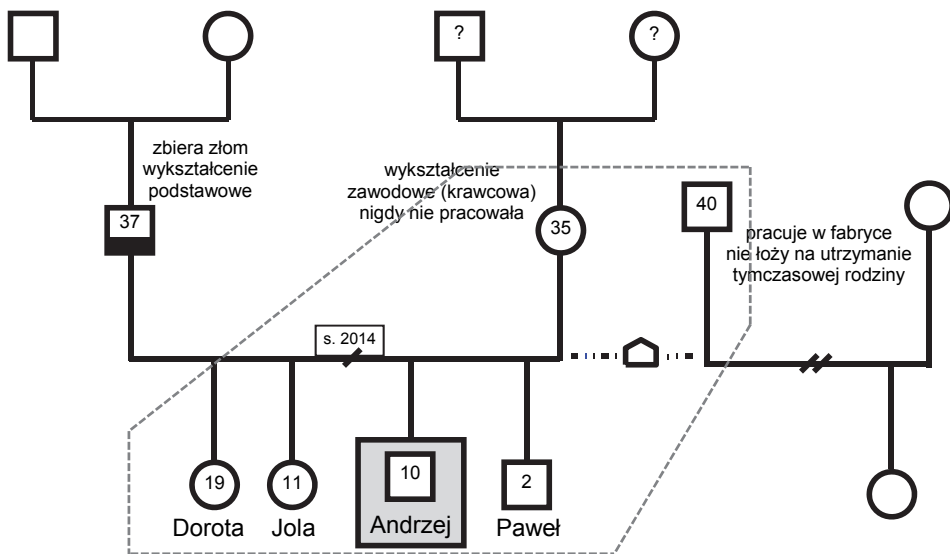 ?
?
zbiera złom
wykształcenie
podstawowe
wykształcenie
zawodowe (krawcowa)
nigdy nie pracowała
37
35
40
pracuje w fabryce
nie łoży na utrzymanie
tymczasowej rodziny
s. 2014
19
11
10
2
Dorota
Jola
Andrzej
Paweł